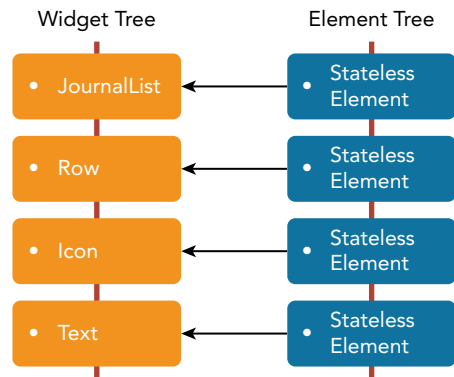 Widget Tree
Element Tree
• JournalList
• Stateless
Element
• Row
• Stateless
Element
• Icon
• Stateless
Element
• Text
• Stateless
Element